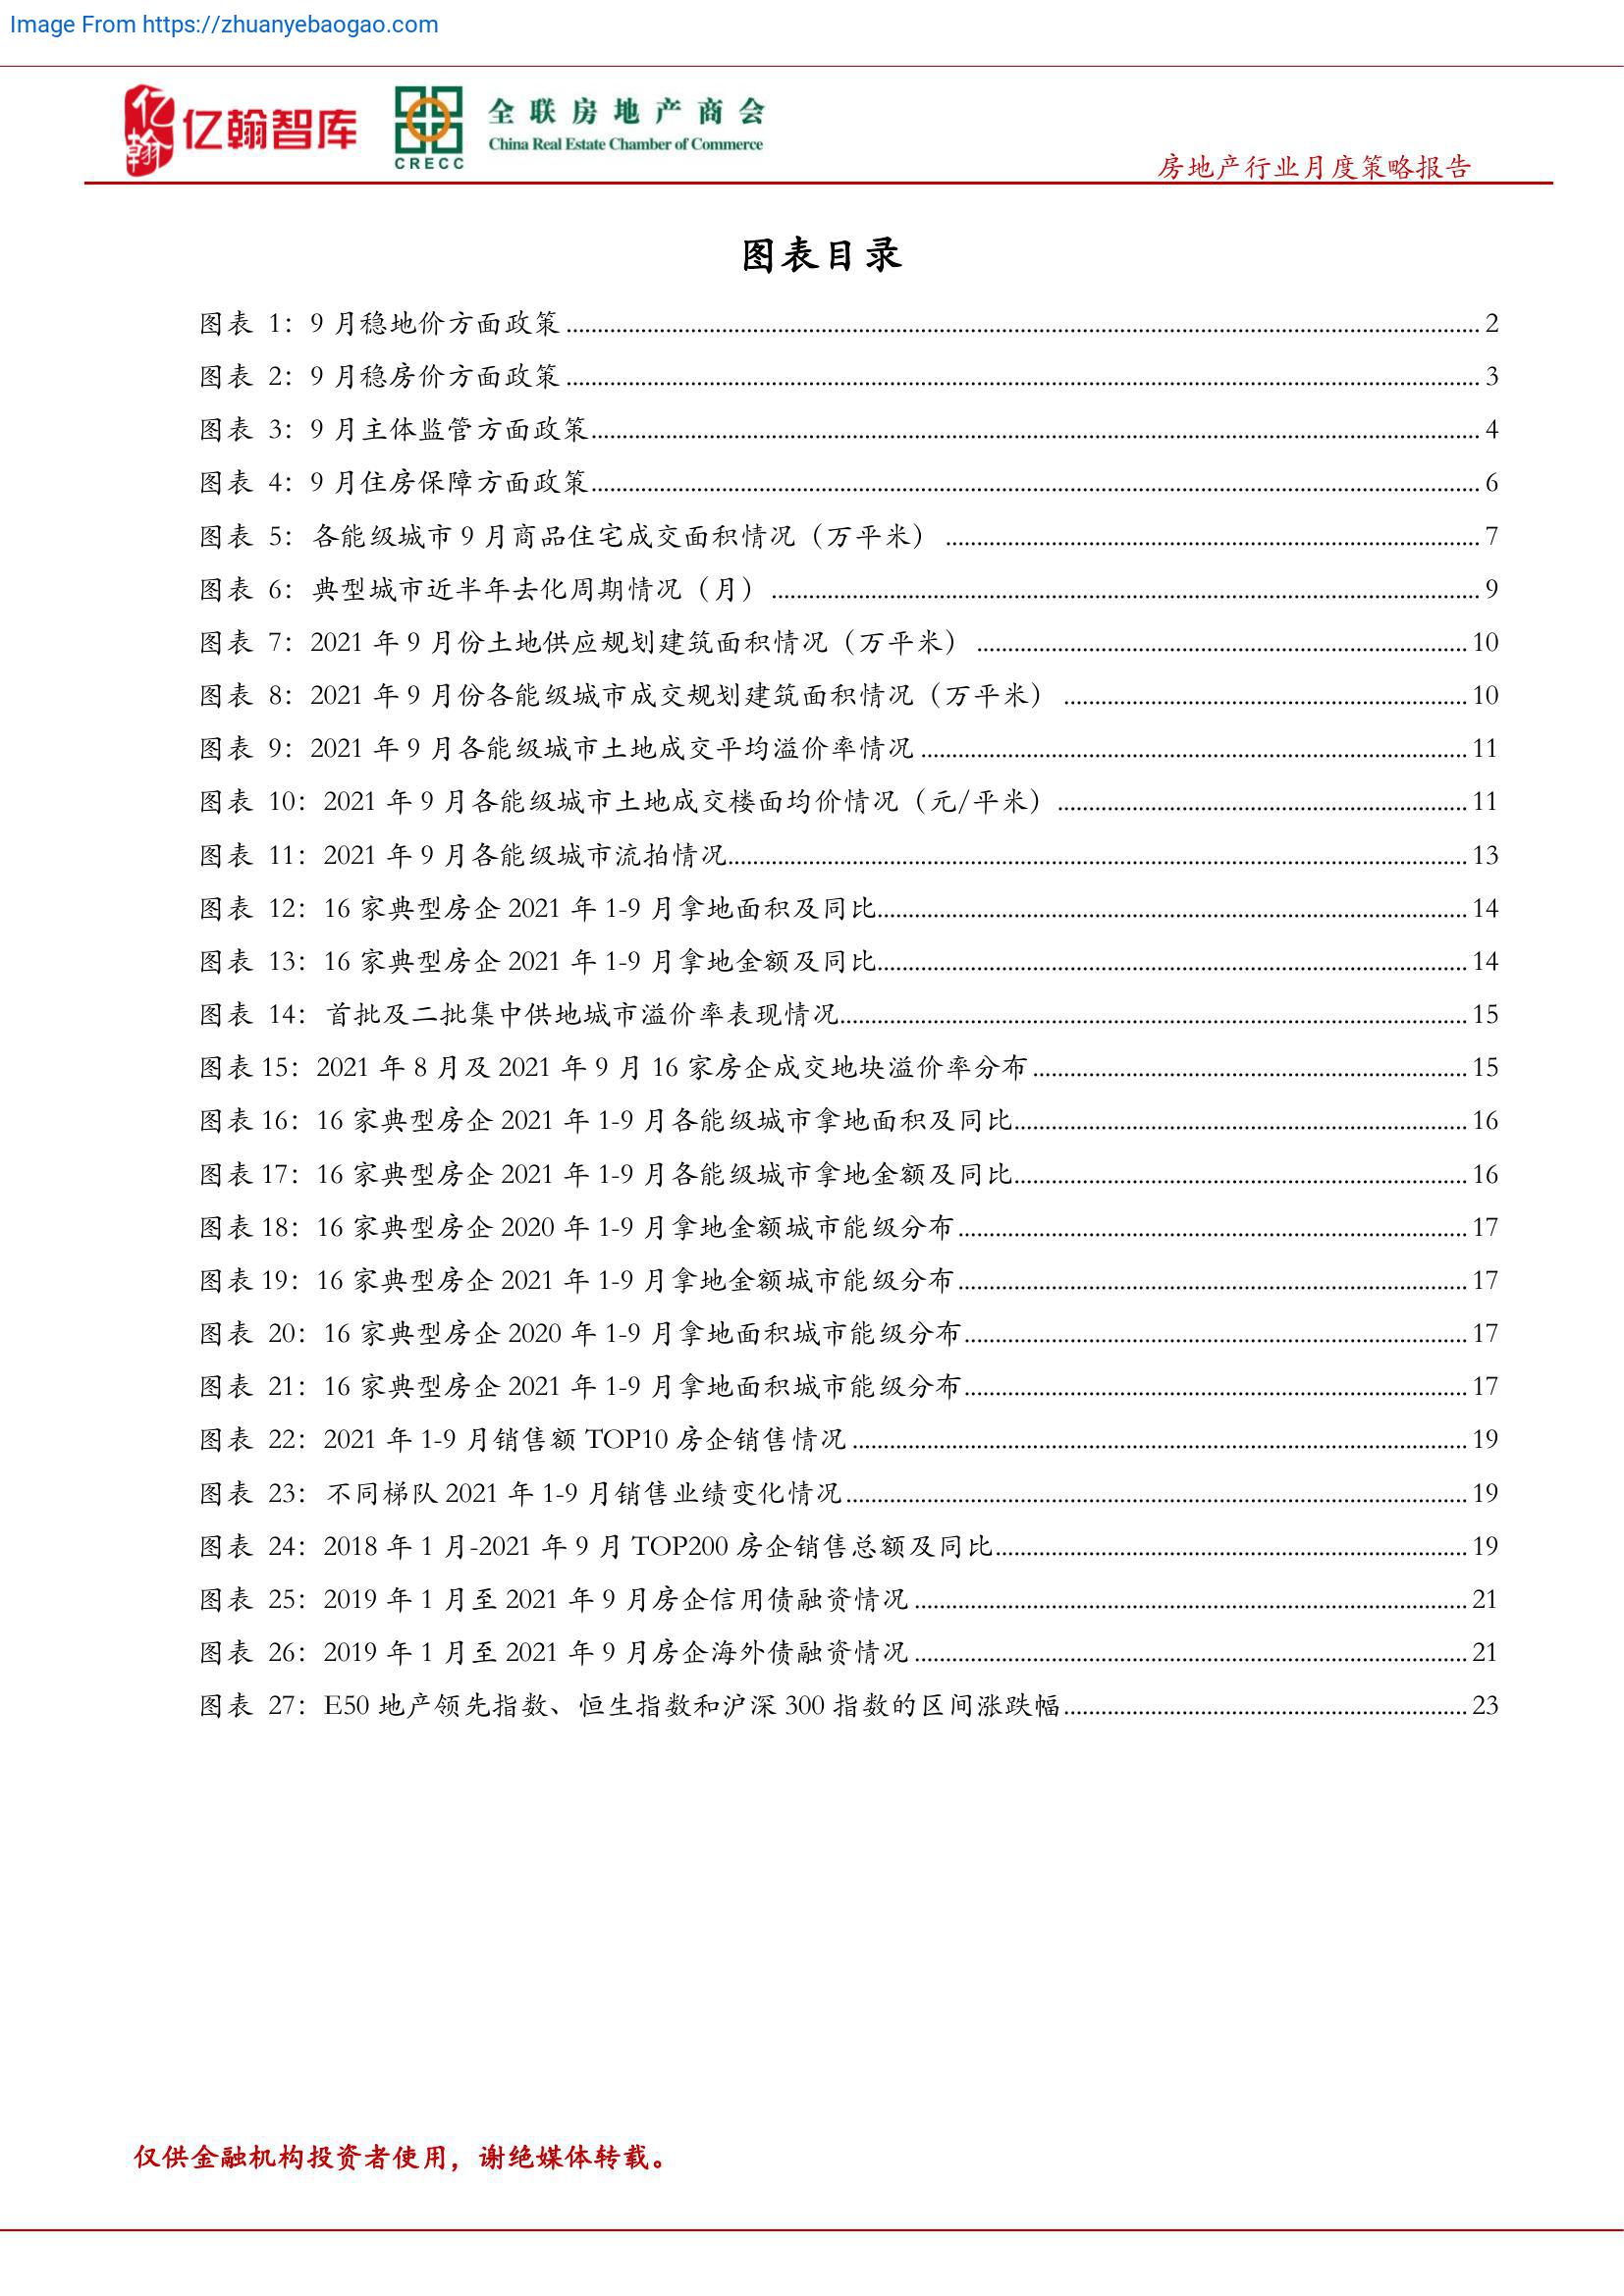 Image From https://zhuanyebaogao.com
亿翰
亿翰智库
CRECC
全联房地产商会
China Real Estate Chamber of Commerce
房地产行业月度策略报告
图表目录
图表 1：9 月稳地价方面政策 2
图表 2：9 月稳房价方面政策 3
图表 3：9 月主体监管方面政策 4
图表 4：9 月住房保障方面政策 6
图表 5：各能级城市 9 月商品住宅成交面积情况（万平米） 7
图表 6：典型城市近半年去化周期情况（月） 9
图表 7：2021 年 9 月份土地供应规划建筑面积情况（万平米） 10
图表 8：2021 年 9 月份各能级城市成交规划建筑面积情况（万平米） 10
图表 9：2021 年 9 月各能级城市土地成交平均溢价率情况 11
图表 10：2021 年 9 月各能级城市土地成交楼面均价情况（元/平米） 11
图表 11：2021 年 9 月各能级城市流拍情况 13
图表 12：16 家典型房企 2021 年 1-9 月拿地面积及同比 14
图表 13：16 家典型房企 2021 年 1-9 月拿地金额及同比 14
图表 14：首批及二批集中供地城市溢价率表现情况 15
图表 15：2021 年 8 月及 2021 年 9 月 16 家房企成交地块溢价率分布 15
图表 16：16 家典型房企 2021 年 1-9 月各能级城市拿地面积及同比 16
图表 17：16 家典型房企 2021 年 1-9 月各能级城市拿地金额及同比 16
图表 18：16 家典型房企 2020 年 1-9 月拿地金额城市能级分布 17
图表 19：16 家典型房企 2021 年 1-9 月拿地金额城市能级分布 17
图表 20：16 家典型房企 2020 年 1-9 月拿地面积城市能级分布 17
图表 21：16 家典型房企 2021 年 1-9 月拿地面积城市能级分布 17
图表 22：2021 年 1-9 月销售额 TOP10 房企销售情况 19
图表 23：不同梯队 2021 年 1-9 月销售业绩变化情况 19
图表 24：2018 年 1 月-2021 年 9 月 TOP200 房企销售总额及同比 19
图表 25：2019 年 1 月至 2021 年 9 月房企信用债融资情况 21
图表 26：2019 年 1 月至 2021 年 9 月房企海外债融资情况 21
图表 27：E50 地产领先指数、恒生指数和沪深 300 指数的区间涨跌幅 23
仅供金融机构投资者使用，谢绝媒体转载。